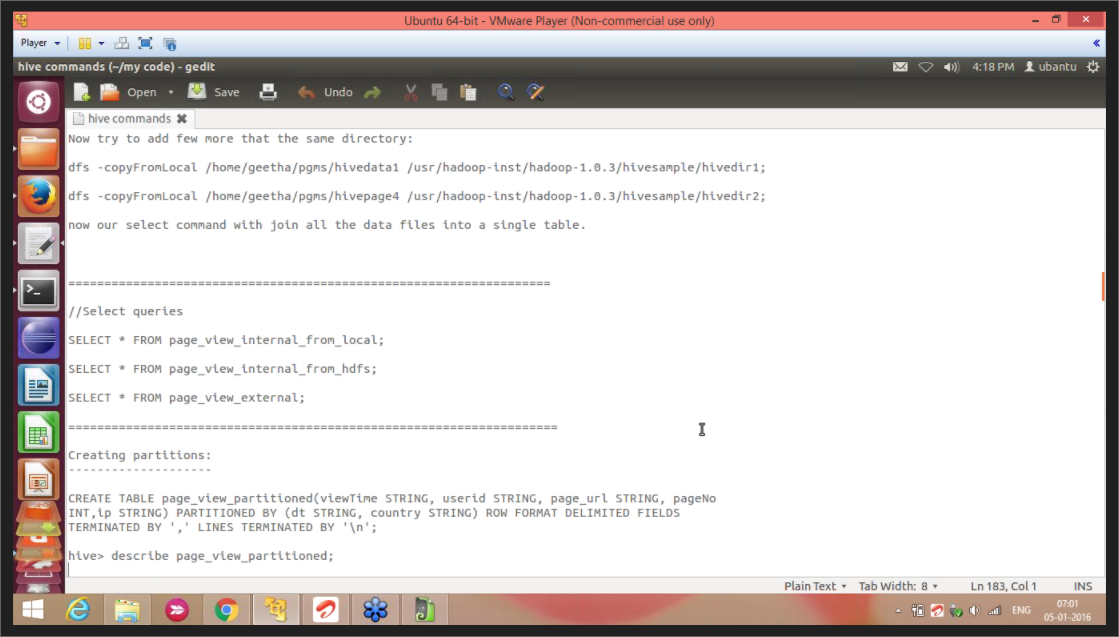 Ubuntu 64-bit - VMware Player (Non-commercial use only)
Player
hive commands (~/my code) - gedit
4:18 PM ubantu
Open Save Undo
hive commands
Now try to add few more that the same directory:
dfs -copyFromLocal /home/geetha/pgms/hivedata1 /usr/hadoop-inst/hadoop-1.0.3/hivesample/hivedir1;
dfs -copyFromLocal /home/geetha/pgms/hivepage4 /usr/hadoop-inst/hadoop-1.0.3/hivesample/hivedir2;
now our select command with join all the data files into a single table.
===================================================================
//Select queries
SELECT * FROM page_view_internal_from_local;
SELECT * FROM page_view_internal_from_hdfs;
SELECT * FROM page_view_external;
====================================================================
Creating partitions:
--------------------
CREATE TABLE page_view_partitioned(viewTime STRING, userid STRING, page_url STRING, pageNo
INT,ip STRING) PARTITIONED BY (dt STRING, country STRING) ROW FORMAT DELIMITED FIELDS
TERMINATED BY ',' LINES TERMINATED BY '\n';
hive> describe page_view_partitioned;
Plain Text Tab Width: 8 Ln 183, Col 1 INS
ENG
07:01
05-01-2016